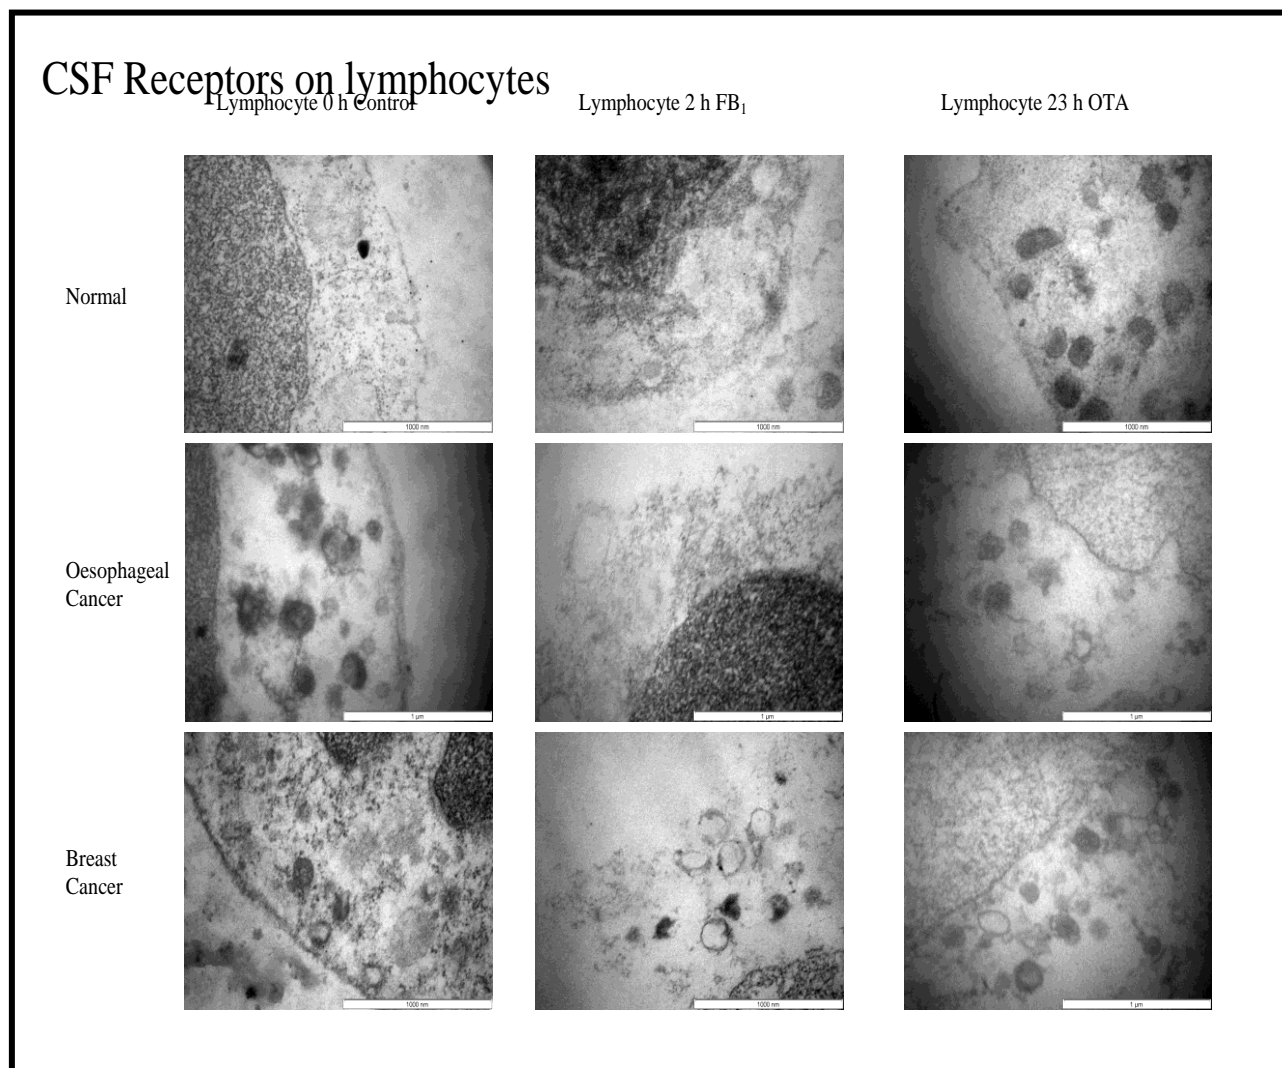 CSF Receptors on lymphocytes
Lymphocyte 0 h Control
Lymphocyte 2 h FB₁
Lymphocyte 23 h OTA
Normal
1000 nm
1000 nm
1000 nm
Oesophageal
Cancer
1 µm
1 µm
1 µm
Breast
Cancer
1000 nm
1000 nm
1 µm